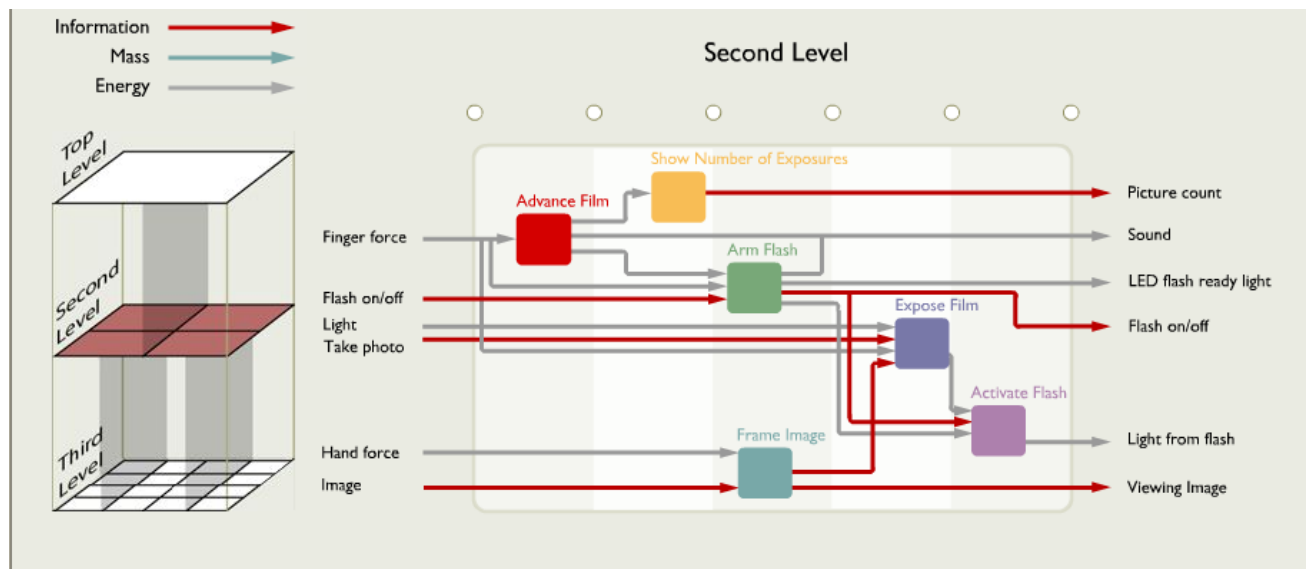 Information
Mass
Energy
Second Level
Top
Level
Second
Level
Third
Level
Show Number of Exposures
Advance Film
Arm Flash
Expose Film
Activate Flash
Frame Image
Finger force
Flash on/off
Light
Take photo
Hand force
Image
Picture count
Sound
LED flash ready light
Flash on/off
Light from flash
Viewing Image